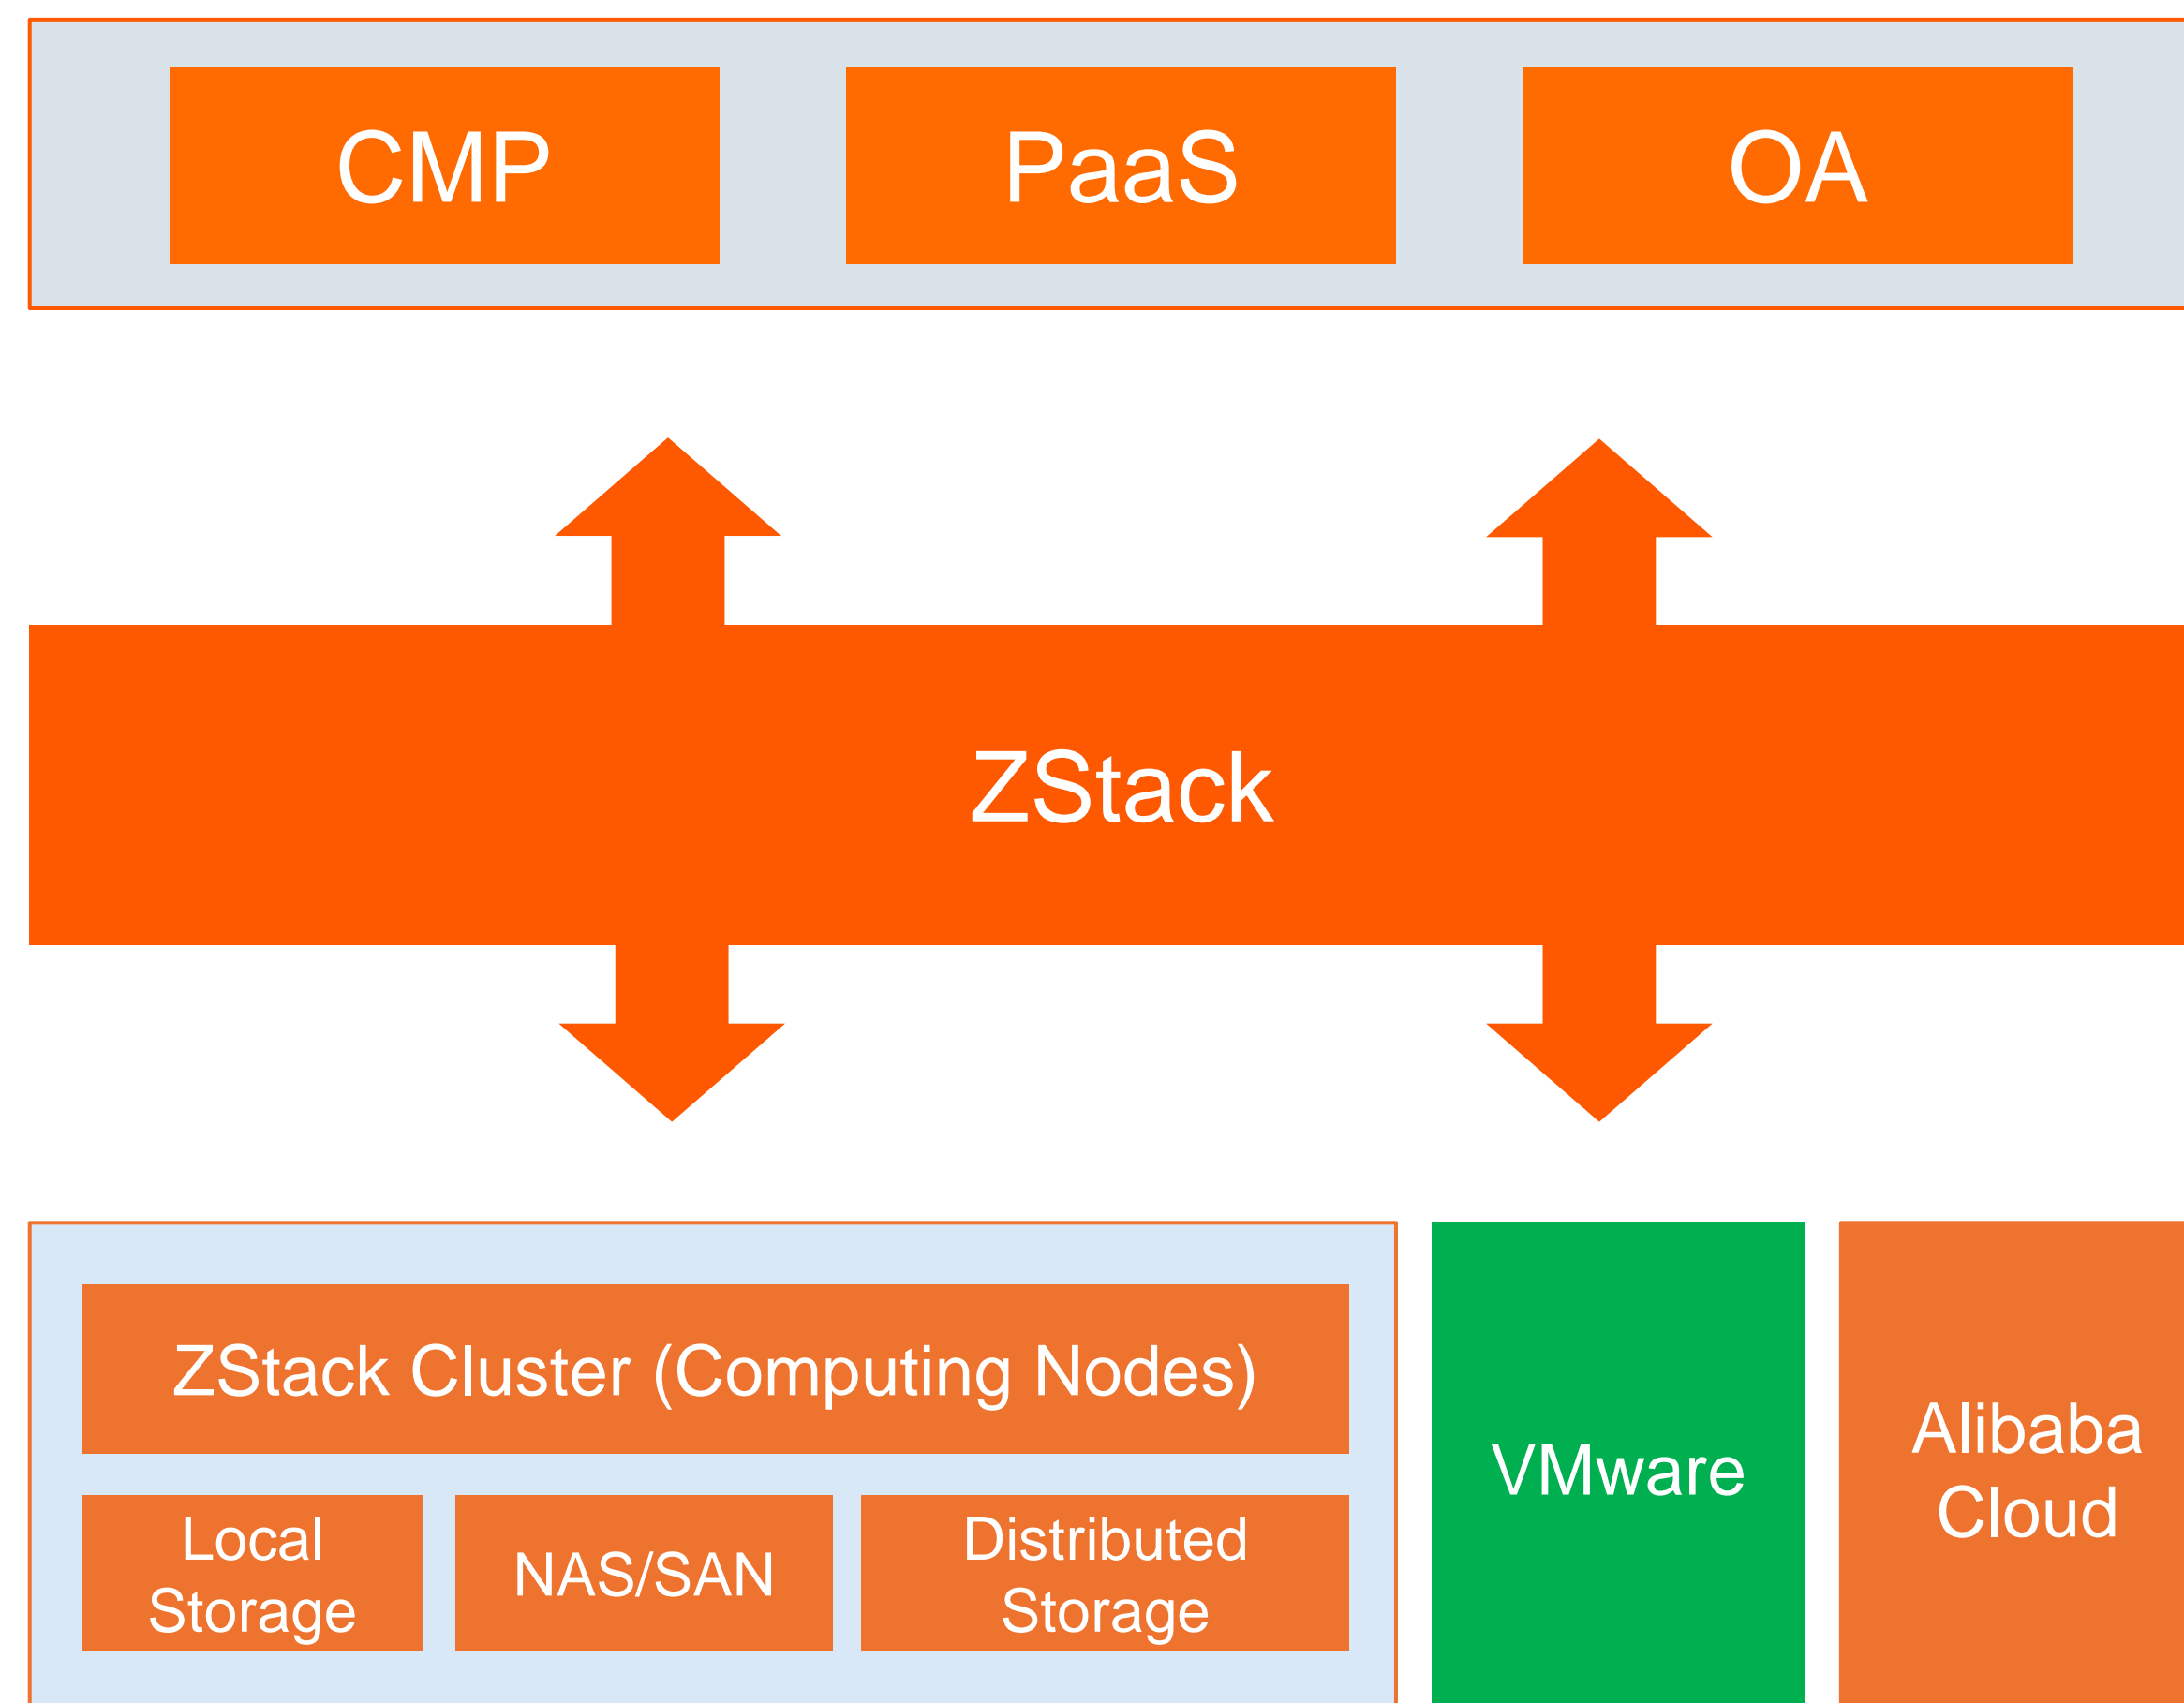 CMP
PaaS
OA
ZStack
ZStack Cluster (Computing Nodes)
Local
Storage
NAS/SAN
Distributed
Storage
VMware
Alibaba
Cloud